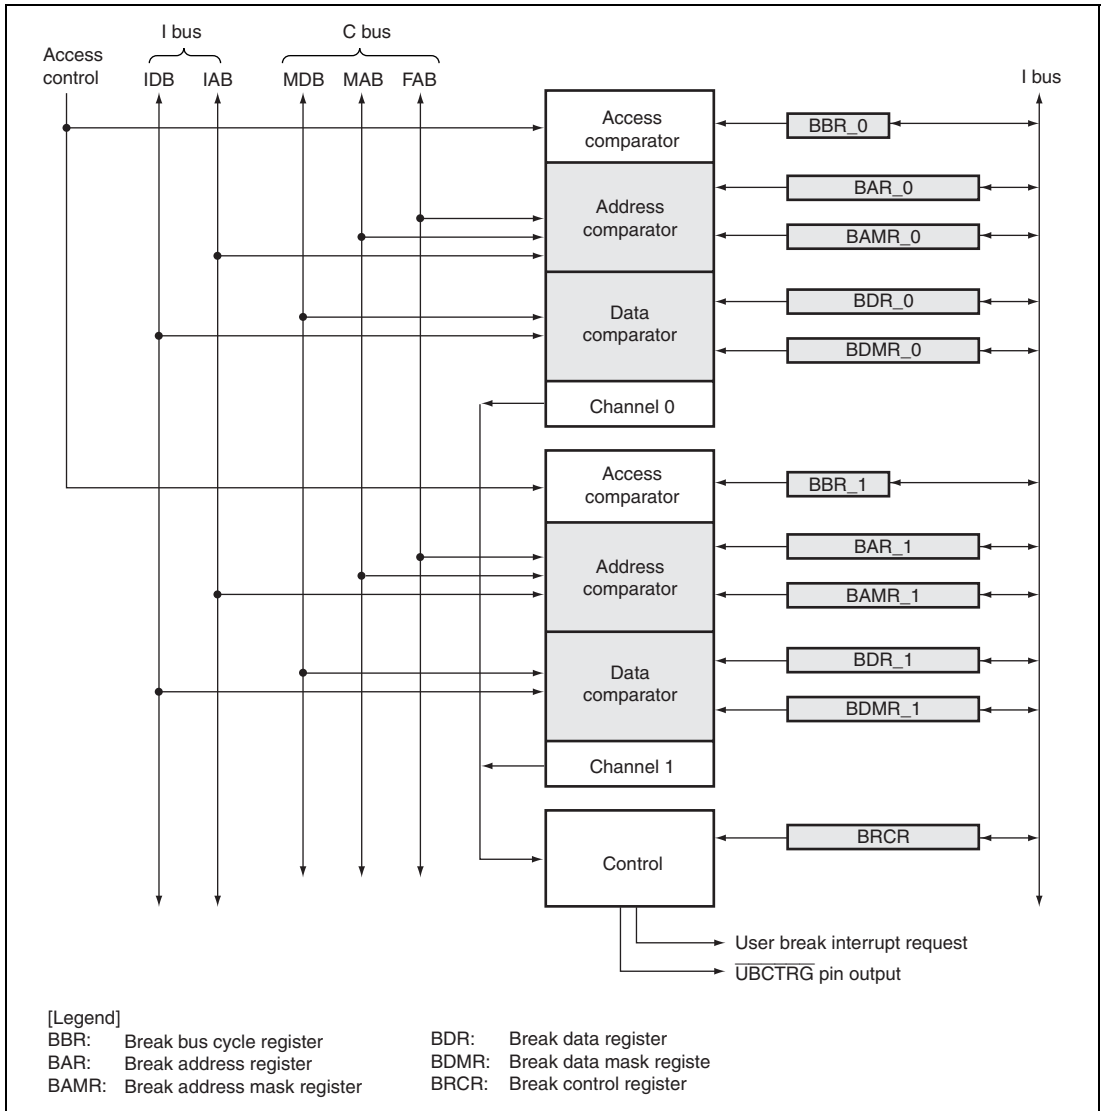 I bus
C bus
Access
control
IDB
IAB
MDB
MAB
FAB
I bus
Access
comparator
BBR_0
Address
comparator
BAR_0
BAMR_0
Data
comparator
BDR_0
BDMR_0
Channel 0
Access
comparator
BBR_1
Address
comparator
BAR_1
BAMR_1
Data
comparator
BDR_1
BDMR_1
Channel 1
Control
BRCR
User break interrupt request
UBCTRG pin output
[Legend]
BBR: Break bus cycle register
BAR: Break address register
BAMR: Break address mask register
BDR: Break data register
BDMR: Break data mask registe
BRCR: Break control register